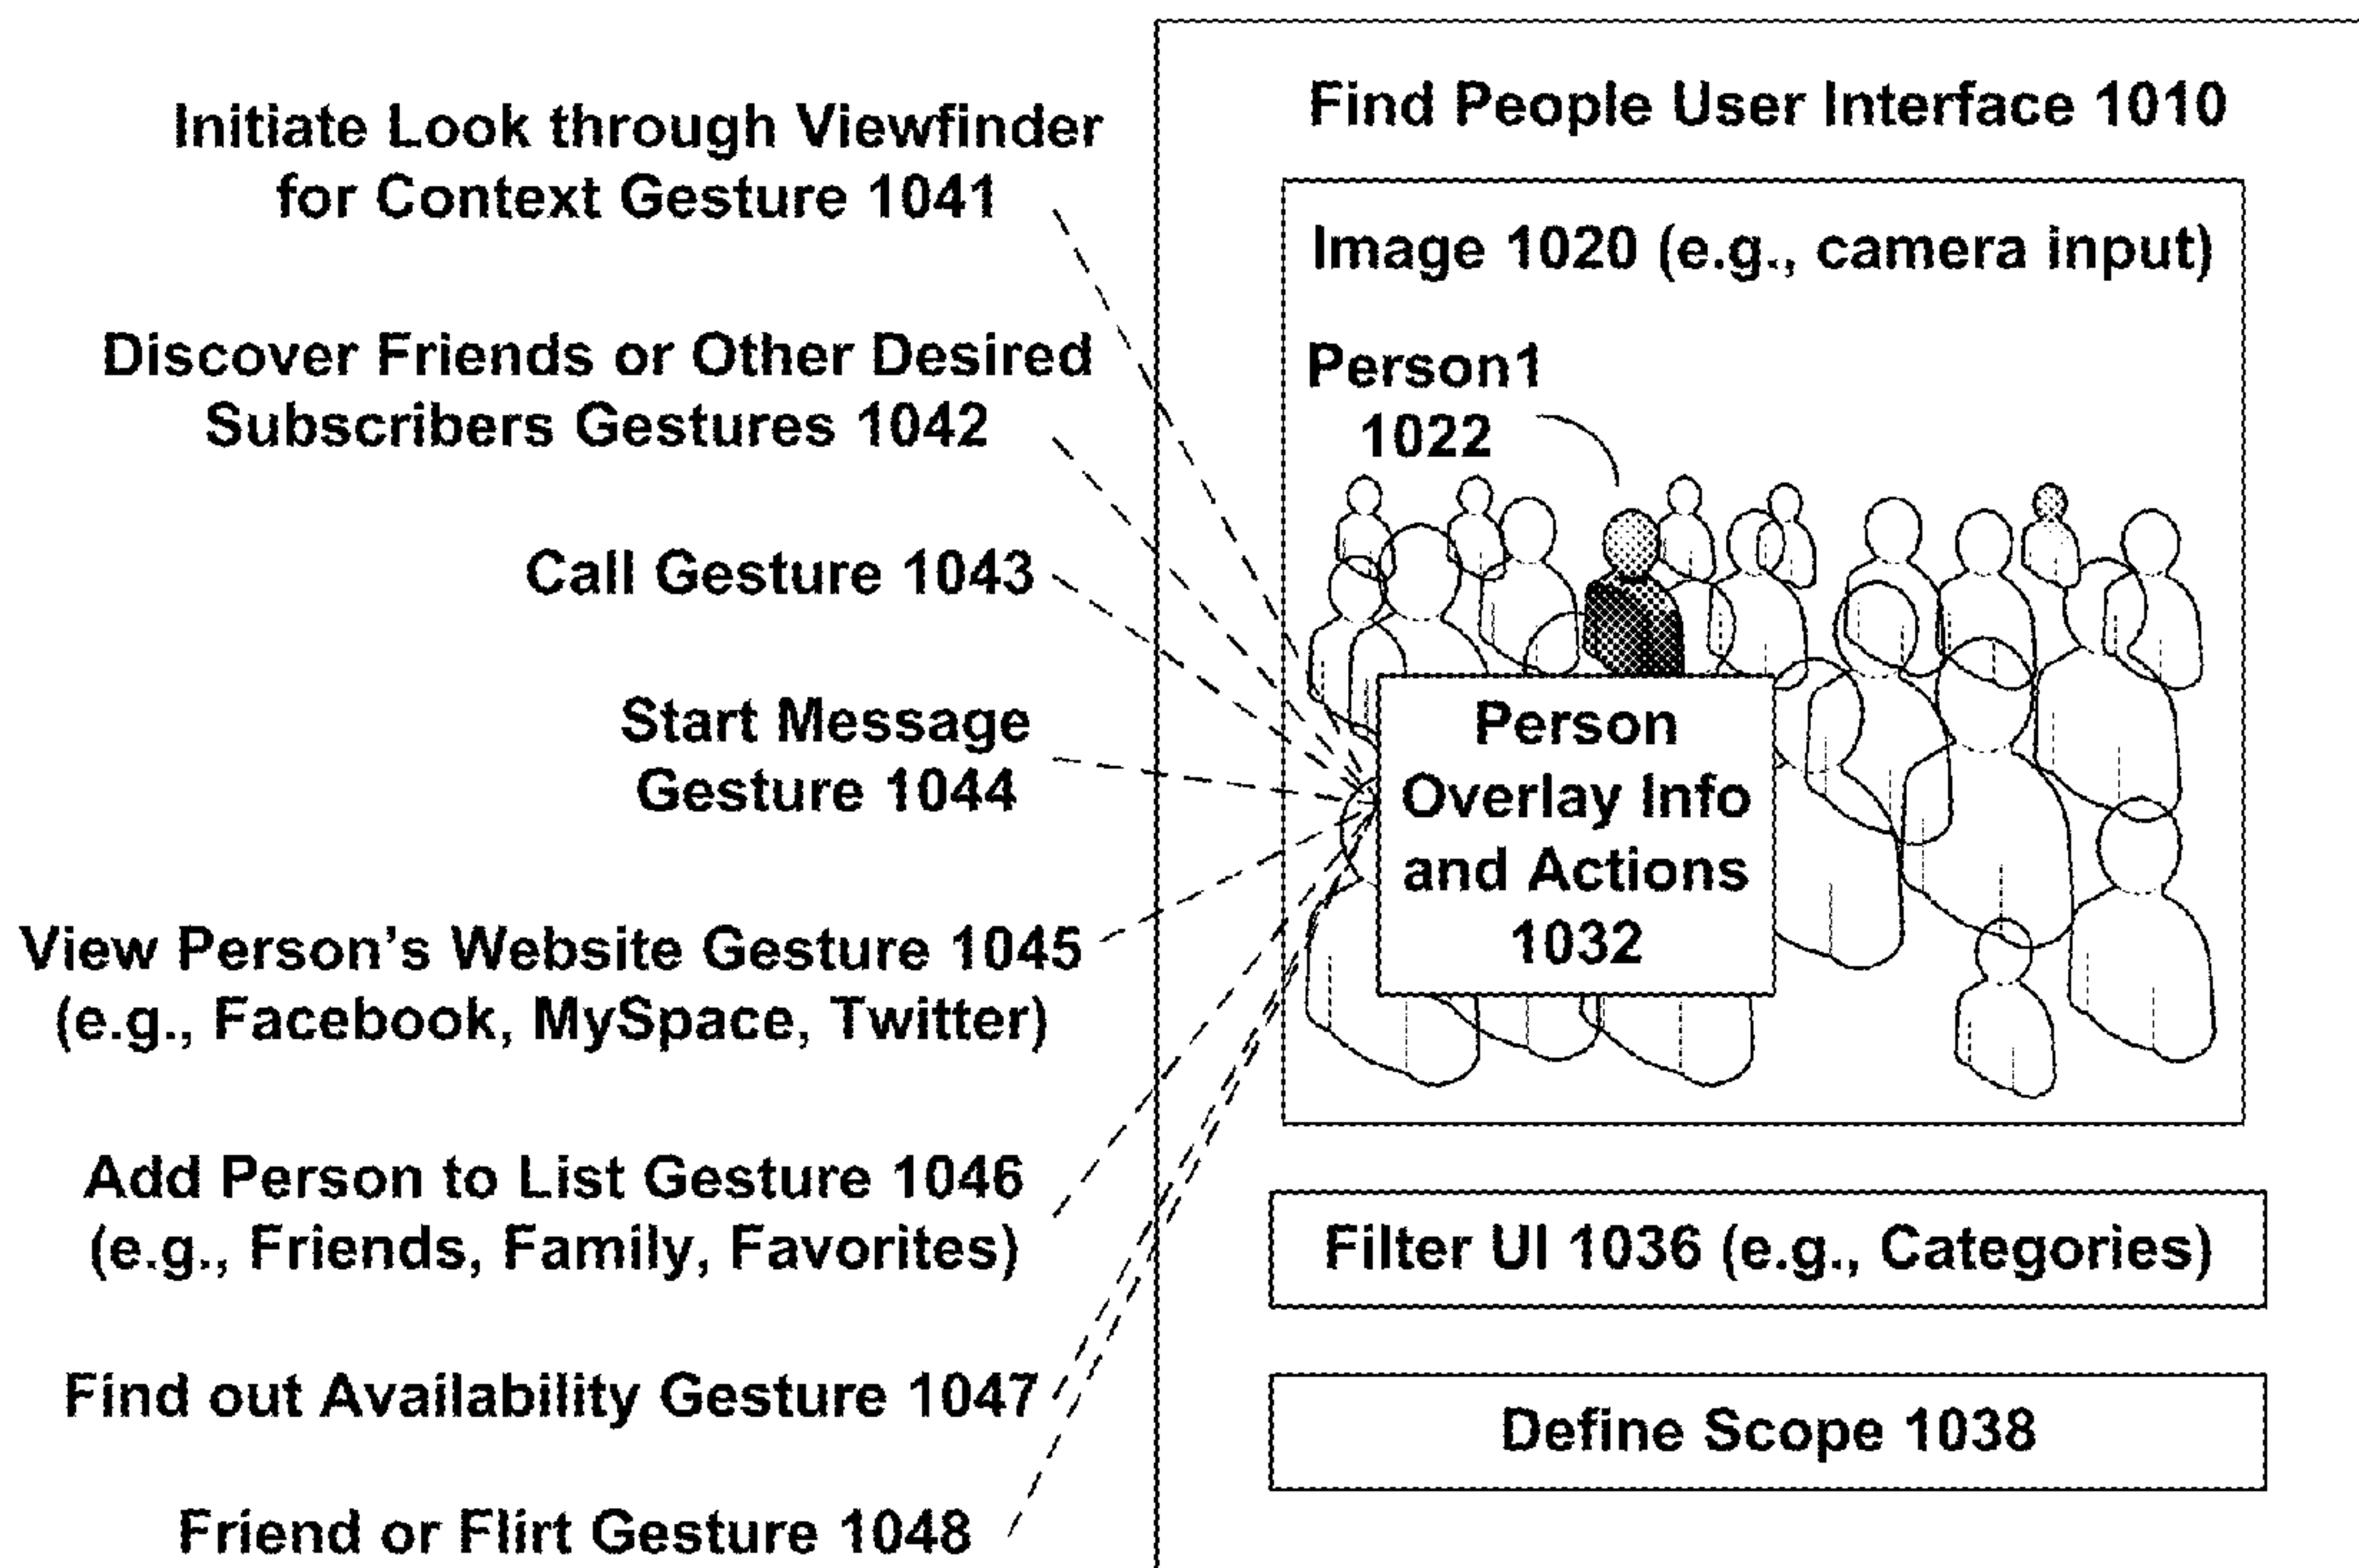 Initiate Look through Viewfinder
for Context Gesture 1041
Discover Friends or Other Desired
Subscribers Gestures 1042
Call Gesture 1043
Start Message
Gesture 1044
View Person's Website Gesture 1045
(e.g., Facebook, MySpace, Twitter)
Add Person to List Gesture 1046
(e.g., Friends, Family, Favorites)
Find out Availability Gesture 1047
Friend or Flirt Gesture 1048
Find People User Interface 1010
Image 1020 (e.g., camera input)
Person1
1022
Person
Overlay Info
and Actions
1032
Filter UI 1036 (e.g., Categories)
Define Scope 1038